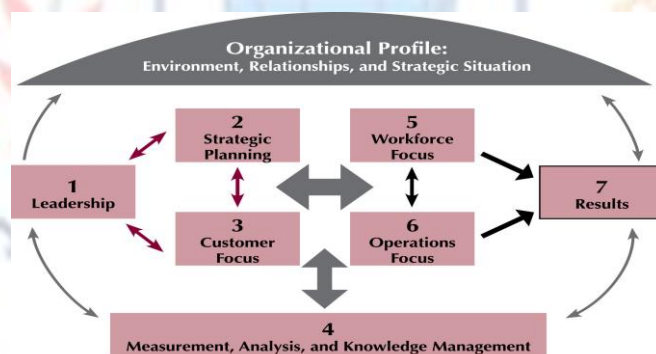 Organizational Profile:
Environment, Relationships, and Strategic Situation
2
Strategic
Planning
5
Workforce
Focus
1
Leadership
7
Results
3
Customer
Focus
6
Operations
Focus
4
Measurement, Analysis, and Knowledge Management